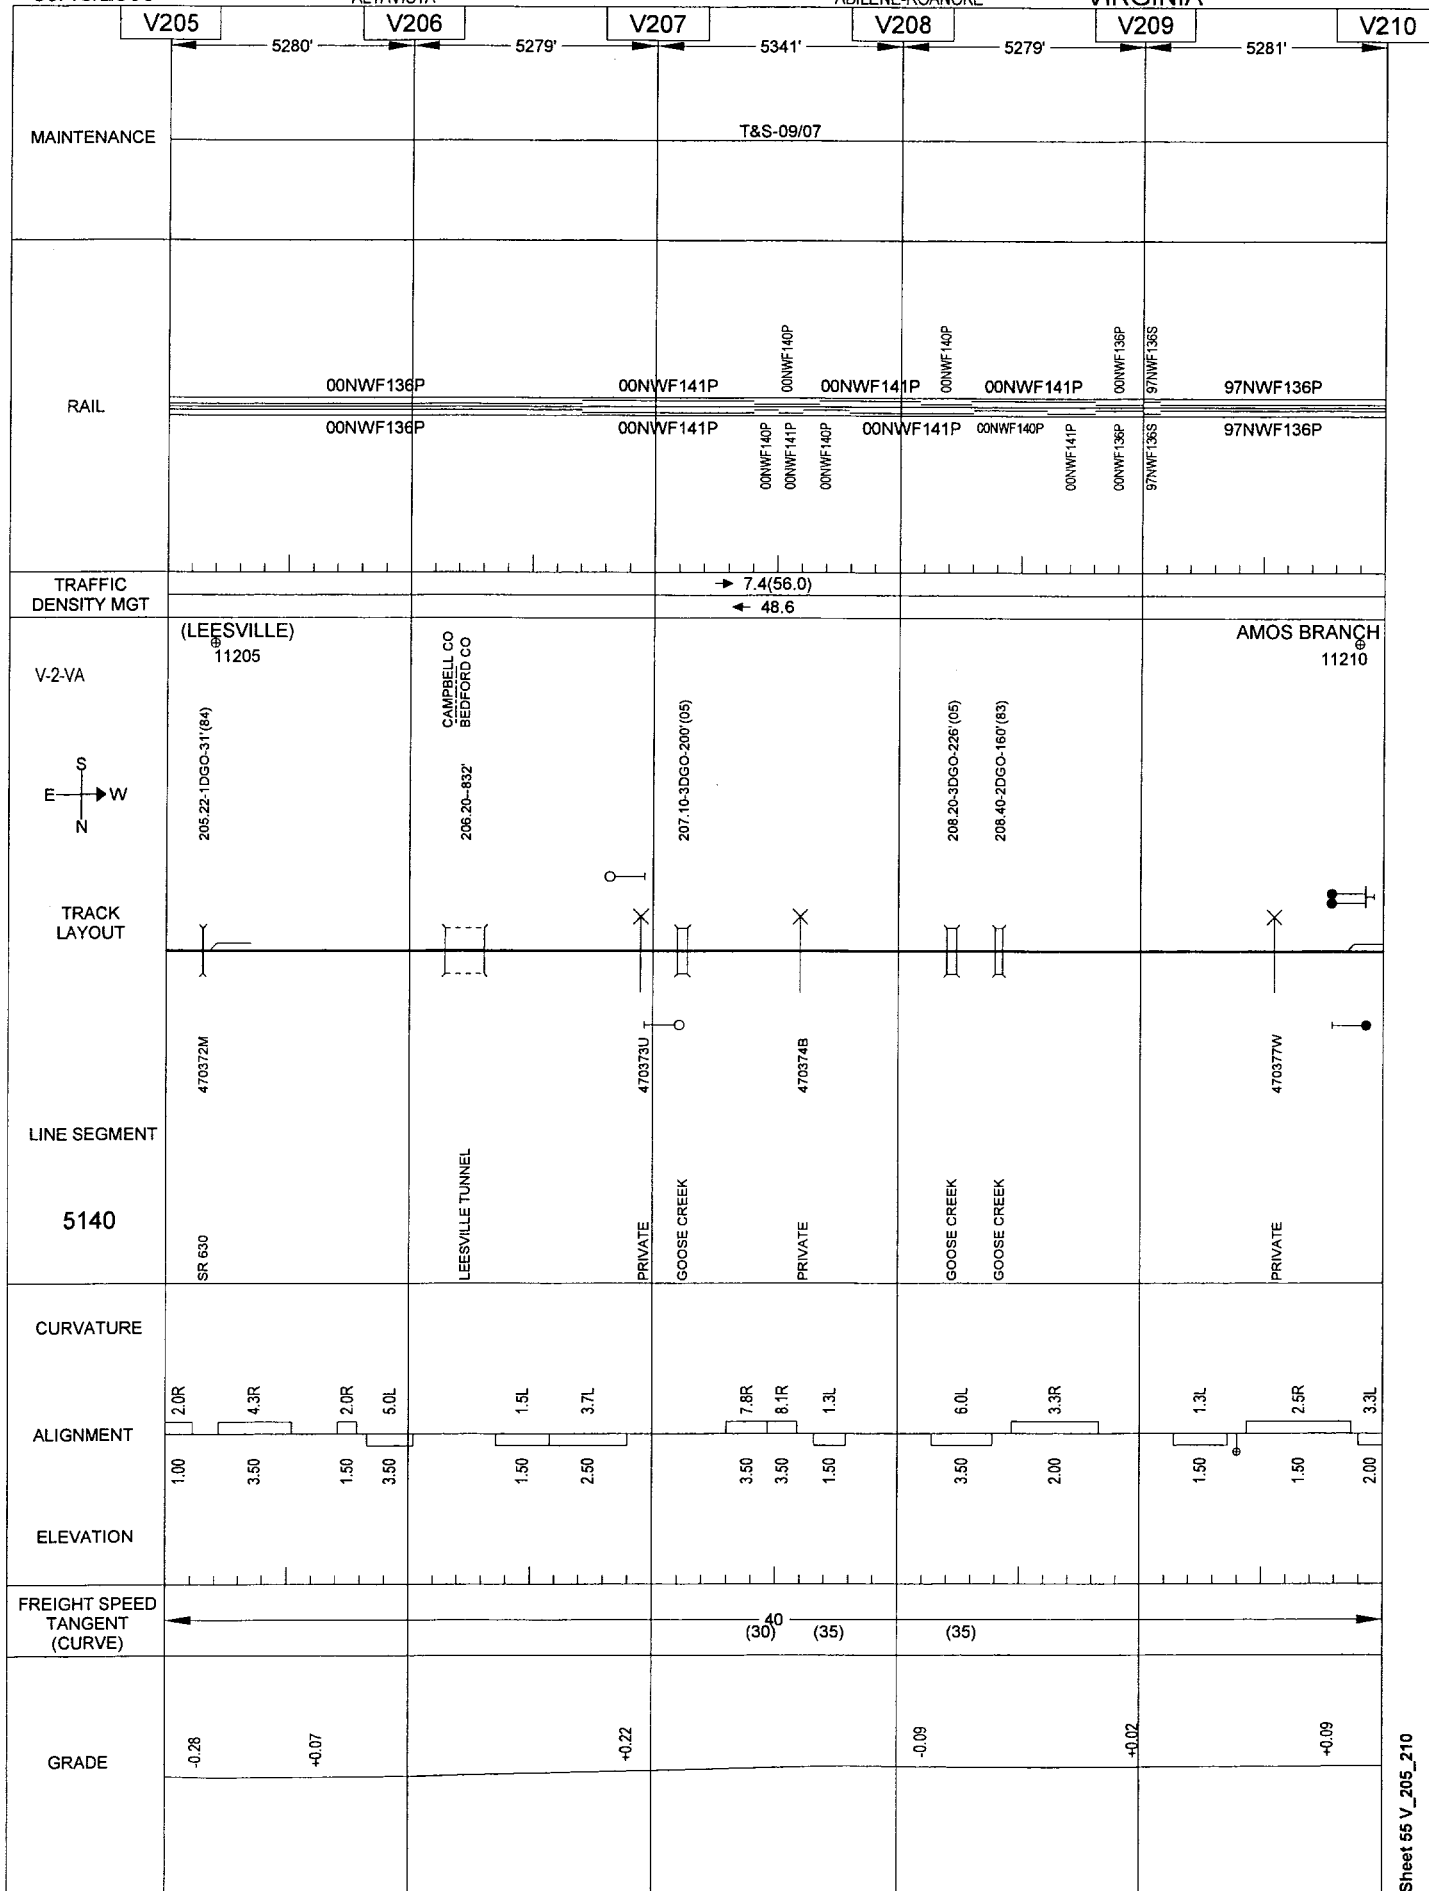 VIRGINIA
V205 V206 V207 V208 V209 V210
5280' 5279' 5341' 5279' 5281'
MAINTENANCE
T&S-09/07
RAIL
00NWF140P 00NWF140P 00NWF136P 97NWF136S
00NWF136P 00NWF141P 00NWF141P 00NWF141P 97NWF136P
00NWF136P 00NWF141P 00NWF141P 00NWF140P 97NWF136P
00NWF140P 00NWF141P 00NWF140P 00NWF141P 00NWF136P 97NWF136S
TRAFFIC
DENSITY MGT
7.4(56.0)
48.6
(LEESVILLE)
11205
AMOS BRANCH
11210
V-2-VA
CAMPBELL CO
BEDFORD CO
S
E W
N
205.22-1DGO-31'(84)
206.20--832'
207.10-3DGO-200'(05)
208.20-3DGO-226'(05)
208.40-2DGO-160'(83)
TRACK
LAYOUT
470372M 470373U 470374B 470377W
LINE SEGMENT
5140
SR 630
LEESVILLE TUNNEL
PRIVATE
GOOSE CREEK
PRIVATE
GOOSE CREEK
GOOSE CREEK
PRIVATE
CURVATURE
2.0R 4.3R 2.0R 5.0L 1.5L 3.7L 7.8R 8.1R 1.3L 6.0L 3.3R 1.3L 2.5R 3.3L
ALIGNMENT
1.00 3.50 1.50 3.50 1.50 2.50 3.50 3.50 1.50 3.50 2.00 1.50 1.50 2.00
ELEVATION
FREIGHT SPEED
TANGENT
(CURVE)
40
(30) (35) (35)
GRADE
-0.28 +0.07 +0.22 -0.09 +0.02 +0.09
Sheet 55 V_205_210